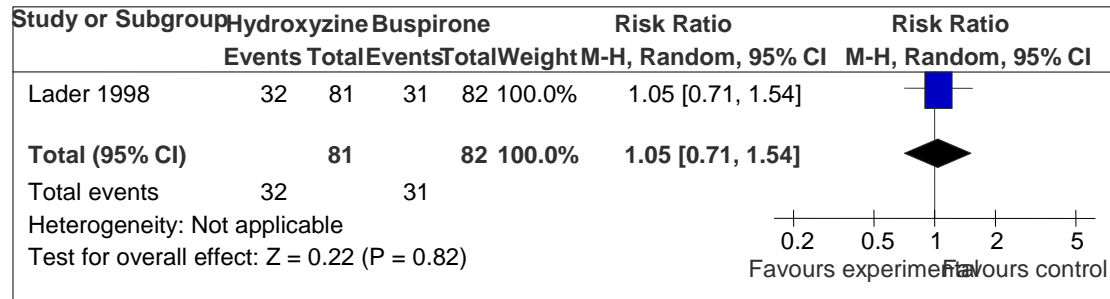 Study or Subgroup Hydroxyzine Buspirone Risk Ratio Risk Ratio
Events Total Events Total Weight M-H, Random, 95% CI M-H, Random, 95% CI
Lader 1998 32 81 31 82 100.0% 1.05 [0.71, 1.54]
Total (95% CI) 81 82 100.0% 1.05 [0.71, 1.54]
Total events 32 31
Heterogeneity: Not applicable
Test for overall effect: Z = 0.22 (P = 0.82)
0.2 0.5 1 2 5
Favours experimental Favours control